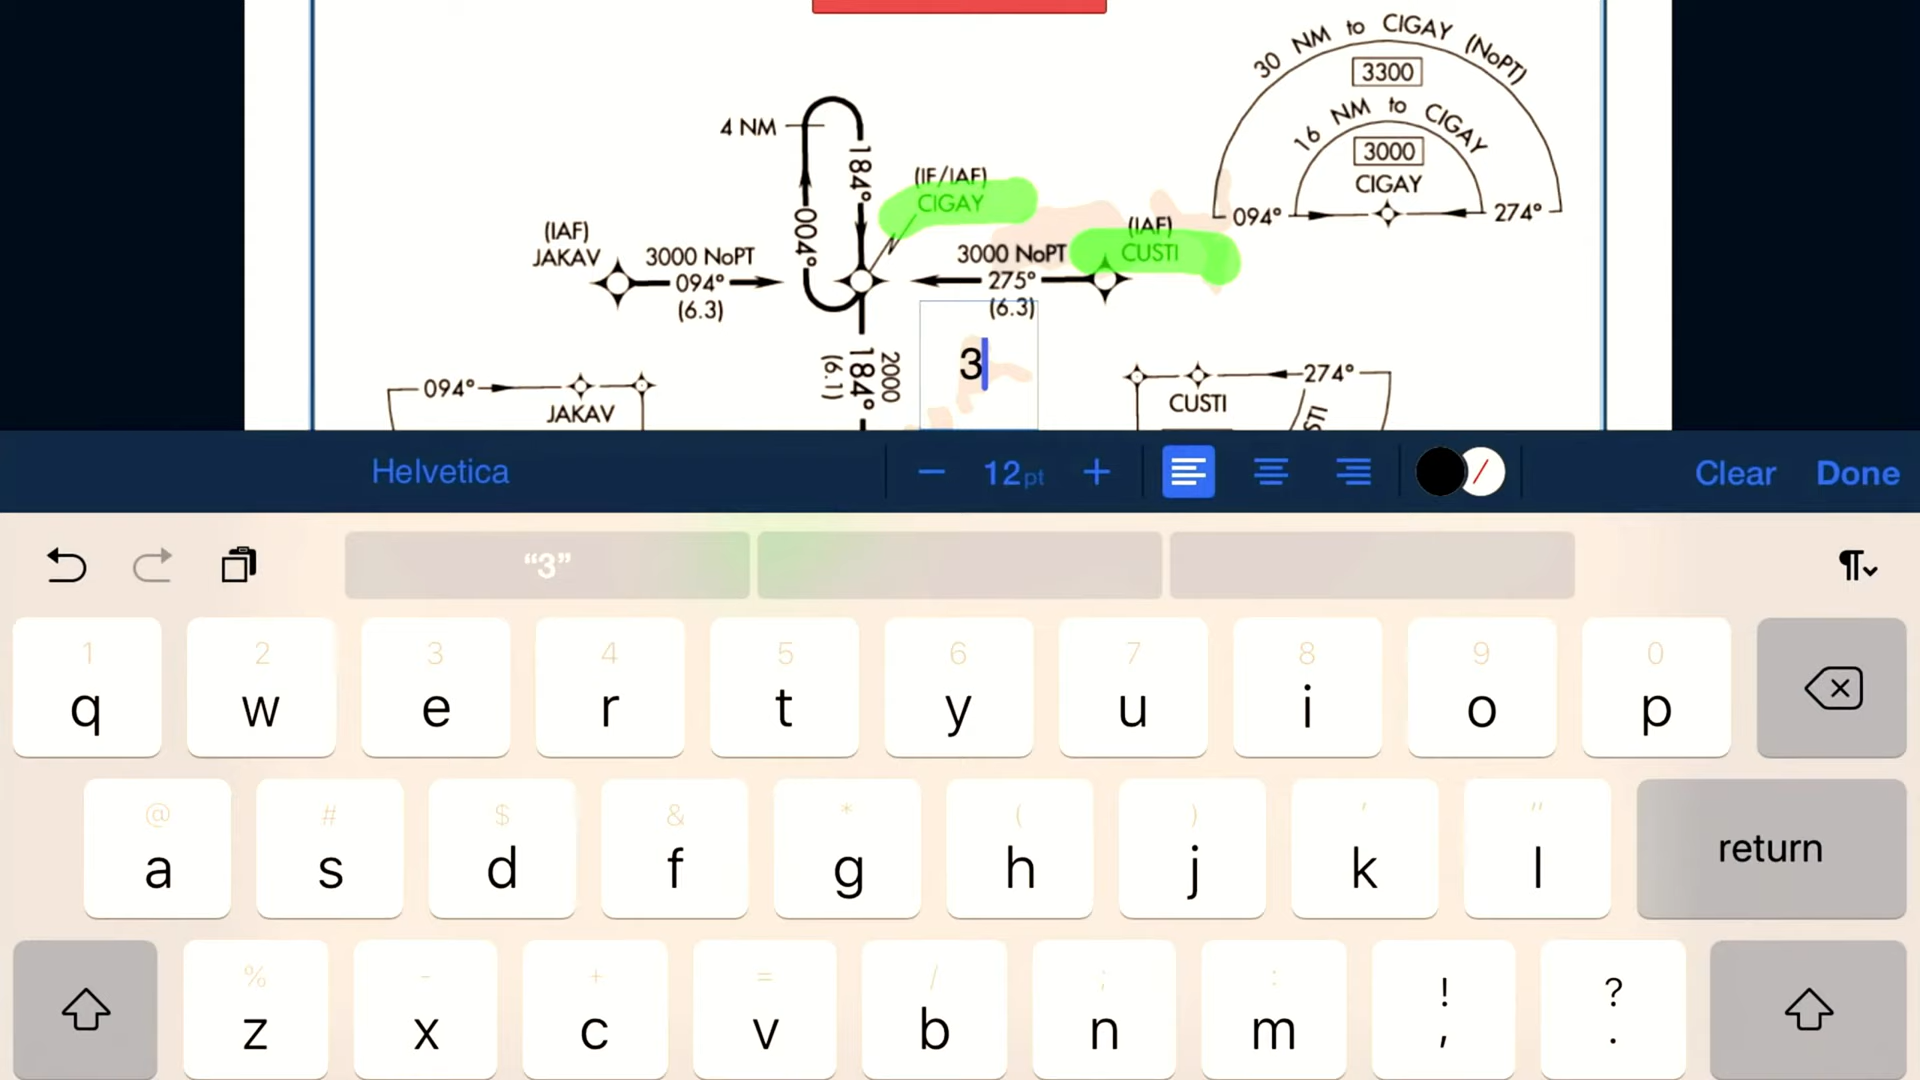 30 NM to CIGAY (NoPT)
3300
16 NM to CIGAY
3000
CIGAY
094°
274°
4 NM
184°
004°
(IF/IAF)
CIGAY
(IAF)
JAKAV
3000 NoPT
094°
(6.3)
(IAF)
CUSTI
3000 NoPT
275°
(6.3)
3
2000
184°
(6.1)
094°
JAKAV
274°
CUSTI
STI
Helvetica
12pt
Clear
Done
“3”
1 2 3 4 5 6 7 8 9 0
q w e r t y u i o p
@ # $ & * ( ) ' "
a s d f g h j k l
return
% - + = / ; : ! ?
z x c v b n m , .